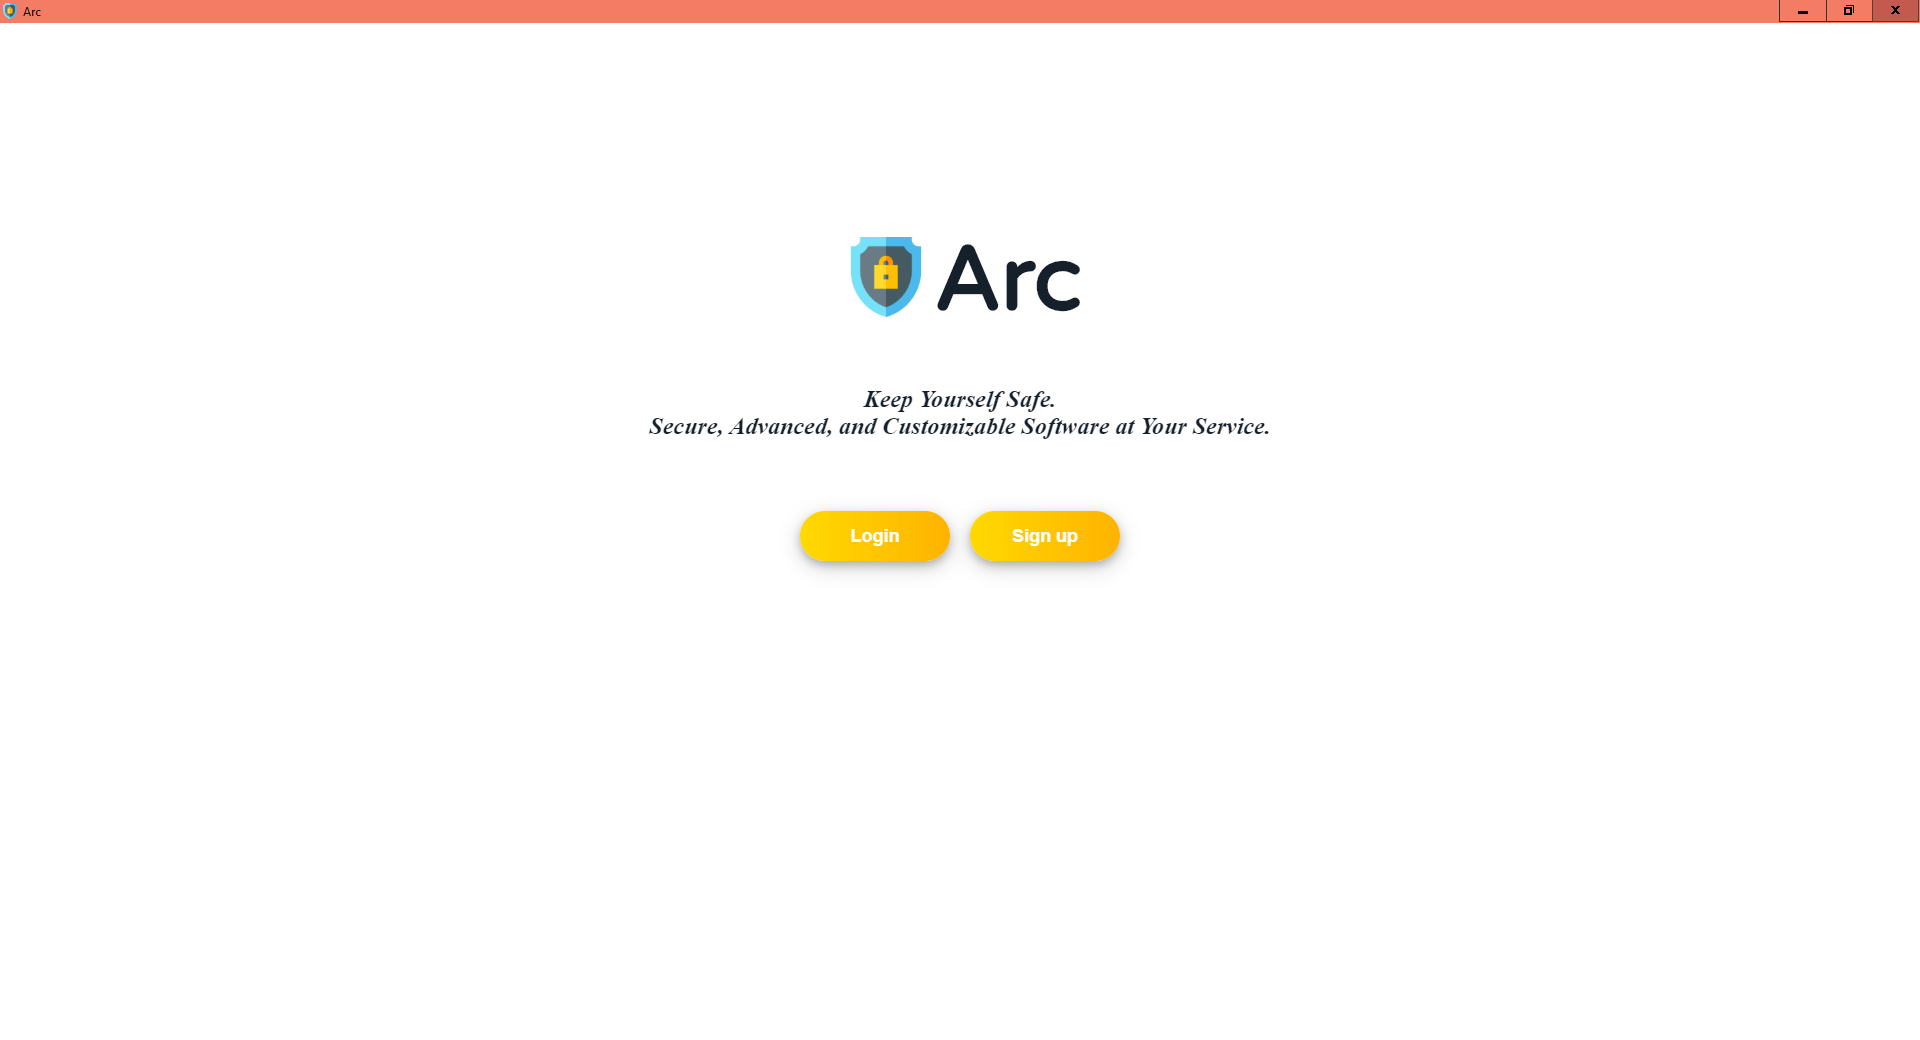 Arc
Arc
Keep Yourself Safe.
Secure, Advanced, and Customizable Software at Your Service.
Login
Sign up